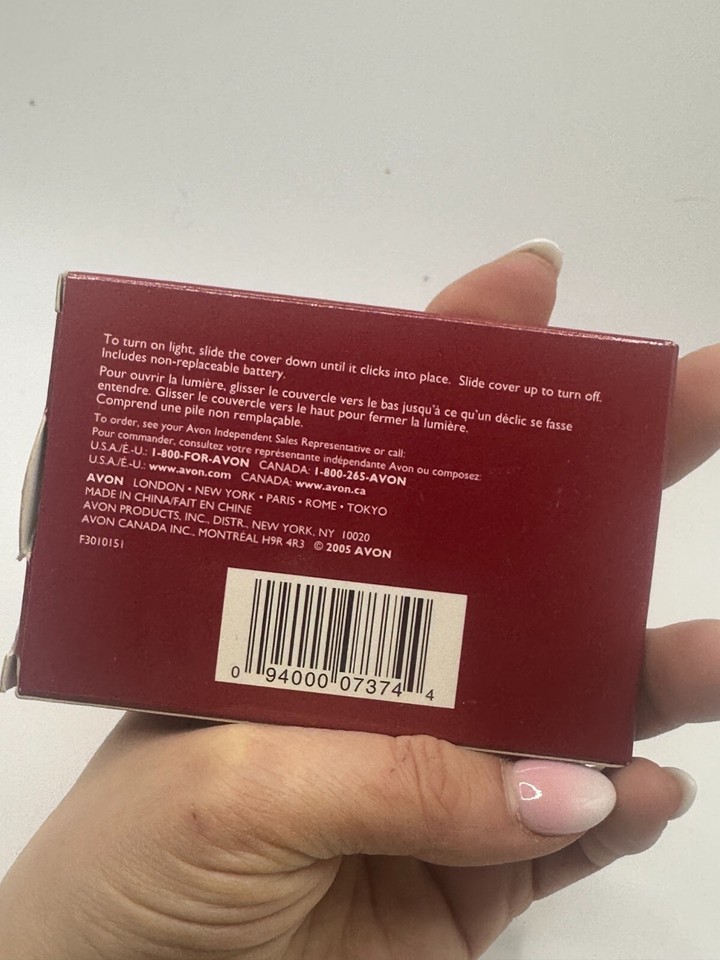 To turn on light, slide the cover down until it clicks into place. Slide cover up to turn off.
Includes non-replaceable battery.
Pour ouvrir la lumière, glisser le couvercle vers le bas jusqu'à ce qu'un déclic se fasse
entendre. Glisser le couvercle vers le haut pour fermer la lumière.
Comprend une pile non remplaçable.
To order, see your Avon Independent Sales Representative or call:
Pour commander, consultez votre représentante indépendante Avon ou composez:
U.S.A./É.-U.: 1-800-FOR-AVON CANADA: 1-800-265-AVON
U.S.A./É.-U.: www.avon.com CANADA: www.avon.ca
AVON LONDON • NEW YORK • PARIS • ROME • TOKYO
MADE IN CHINA/FAIT EN CHINE
AVON PRODUCTS, INC., DISTR., NEW YORK, NY 10020
AVON CANADA INC., MONTRÉAL H9R 4R3 © 2005 AVON
F3010151
0 94000 07374 4